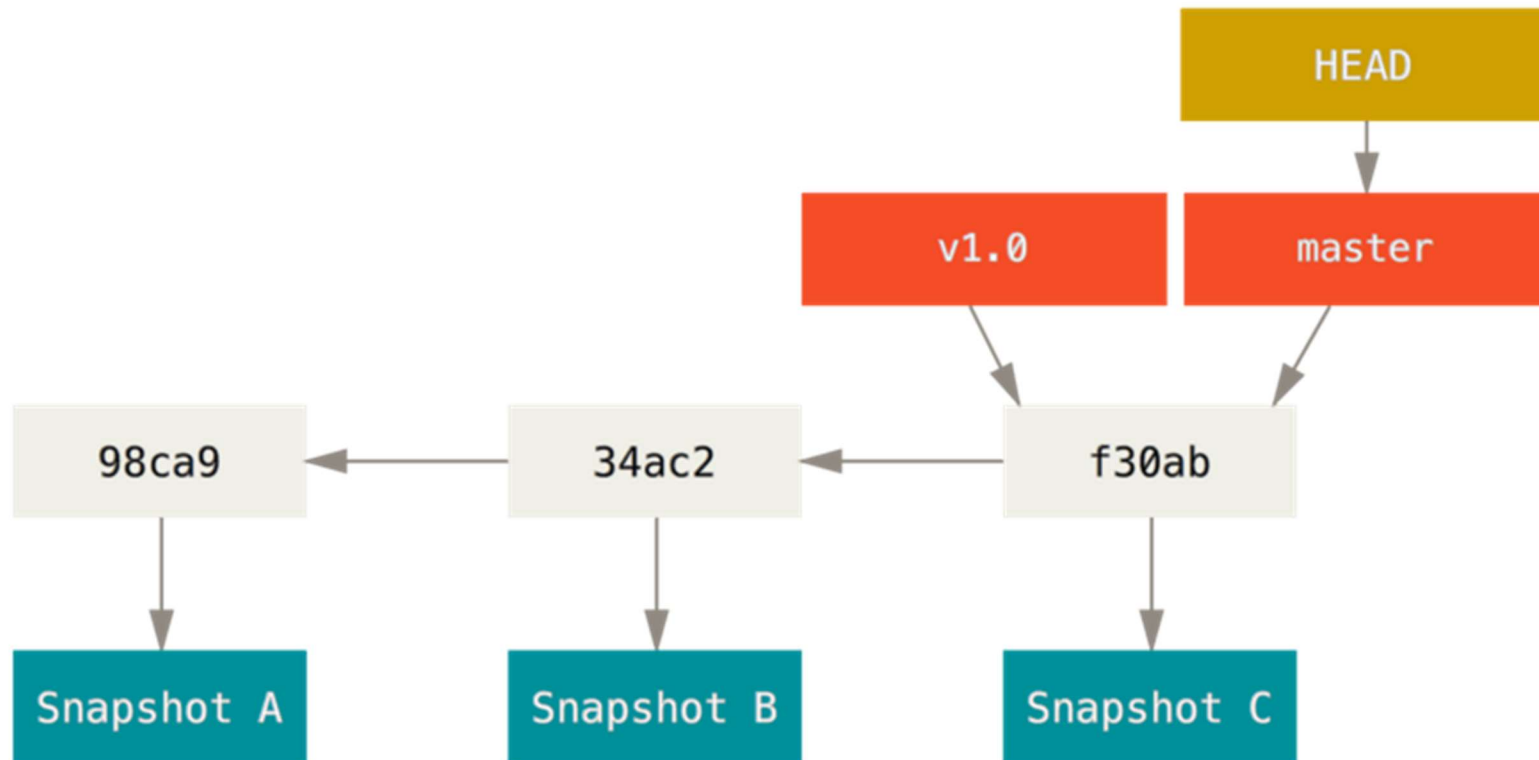 HEAD
v1.0
master
98ca9
34ac2
f30ab
Snapshot A
Snapshot B
Snapshot C